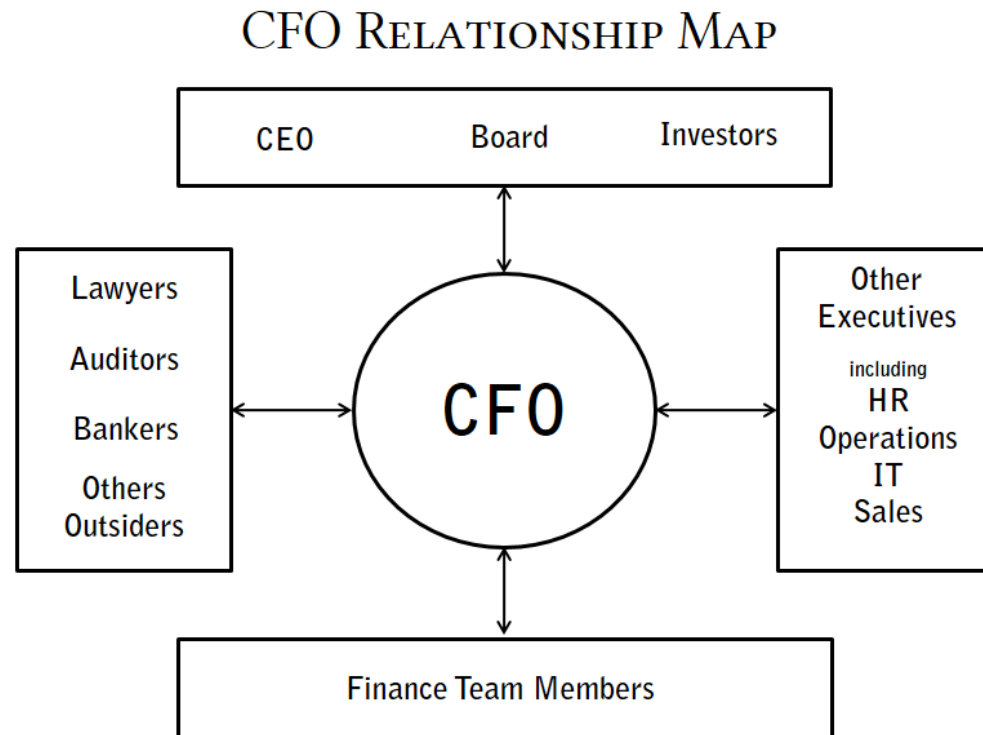 CFO Relationship Map
CEO Board Investors
Lawyers
Auditors
Bankers
Others
Outsiders
CFO
Other
Executives
including
HR
Operations
IT
Sales
Finance Team Members